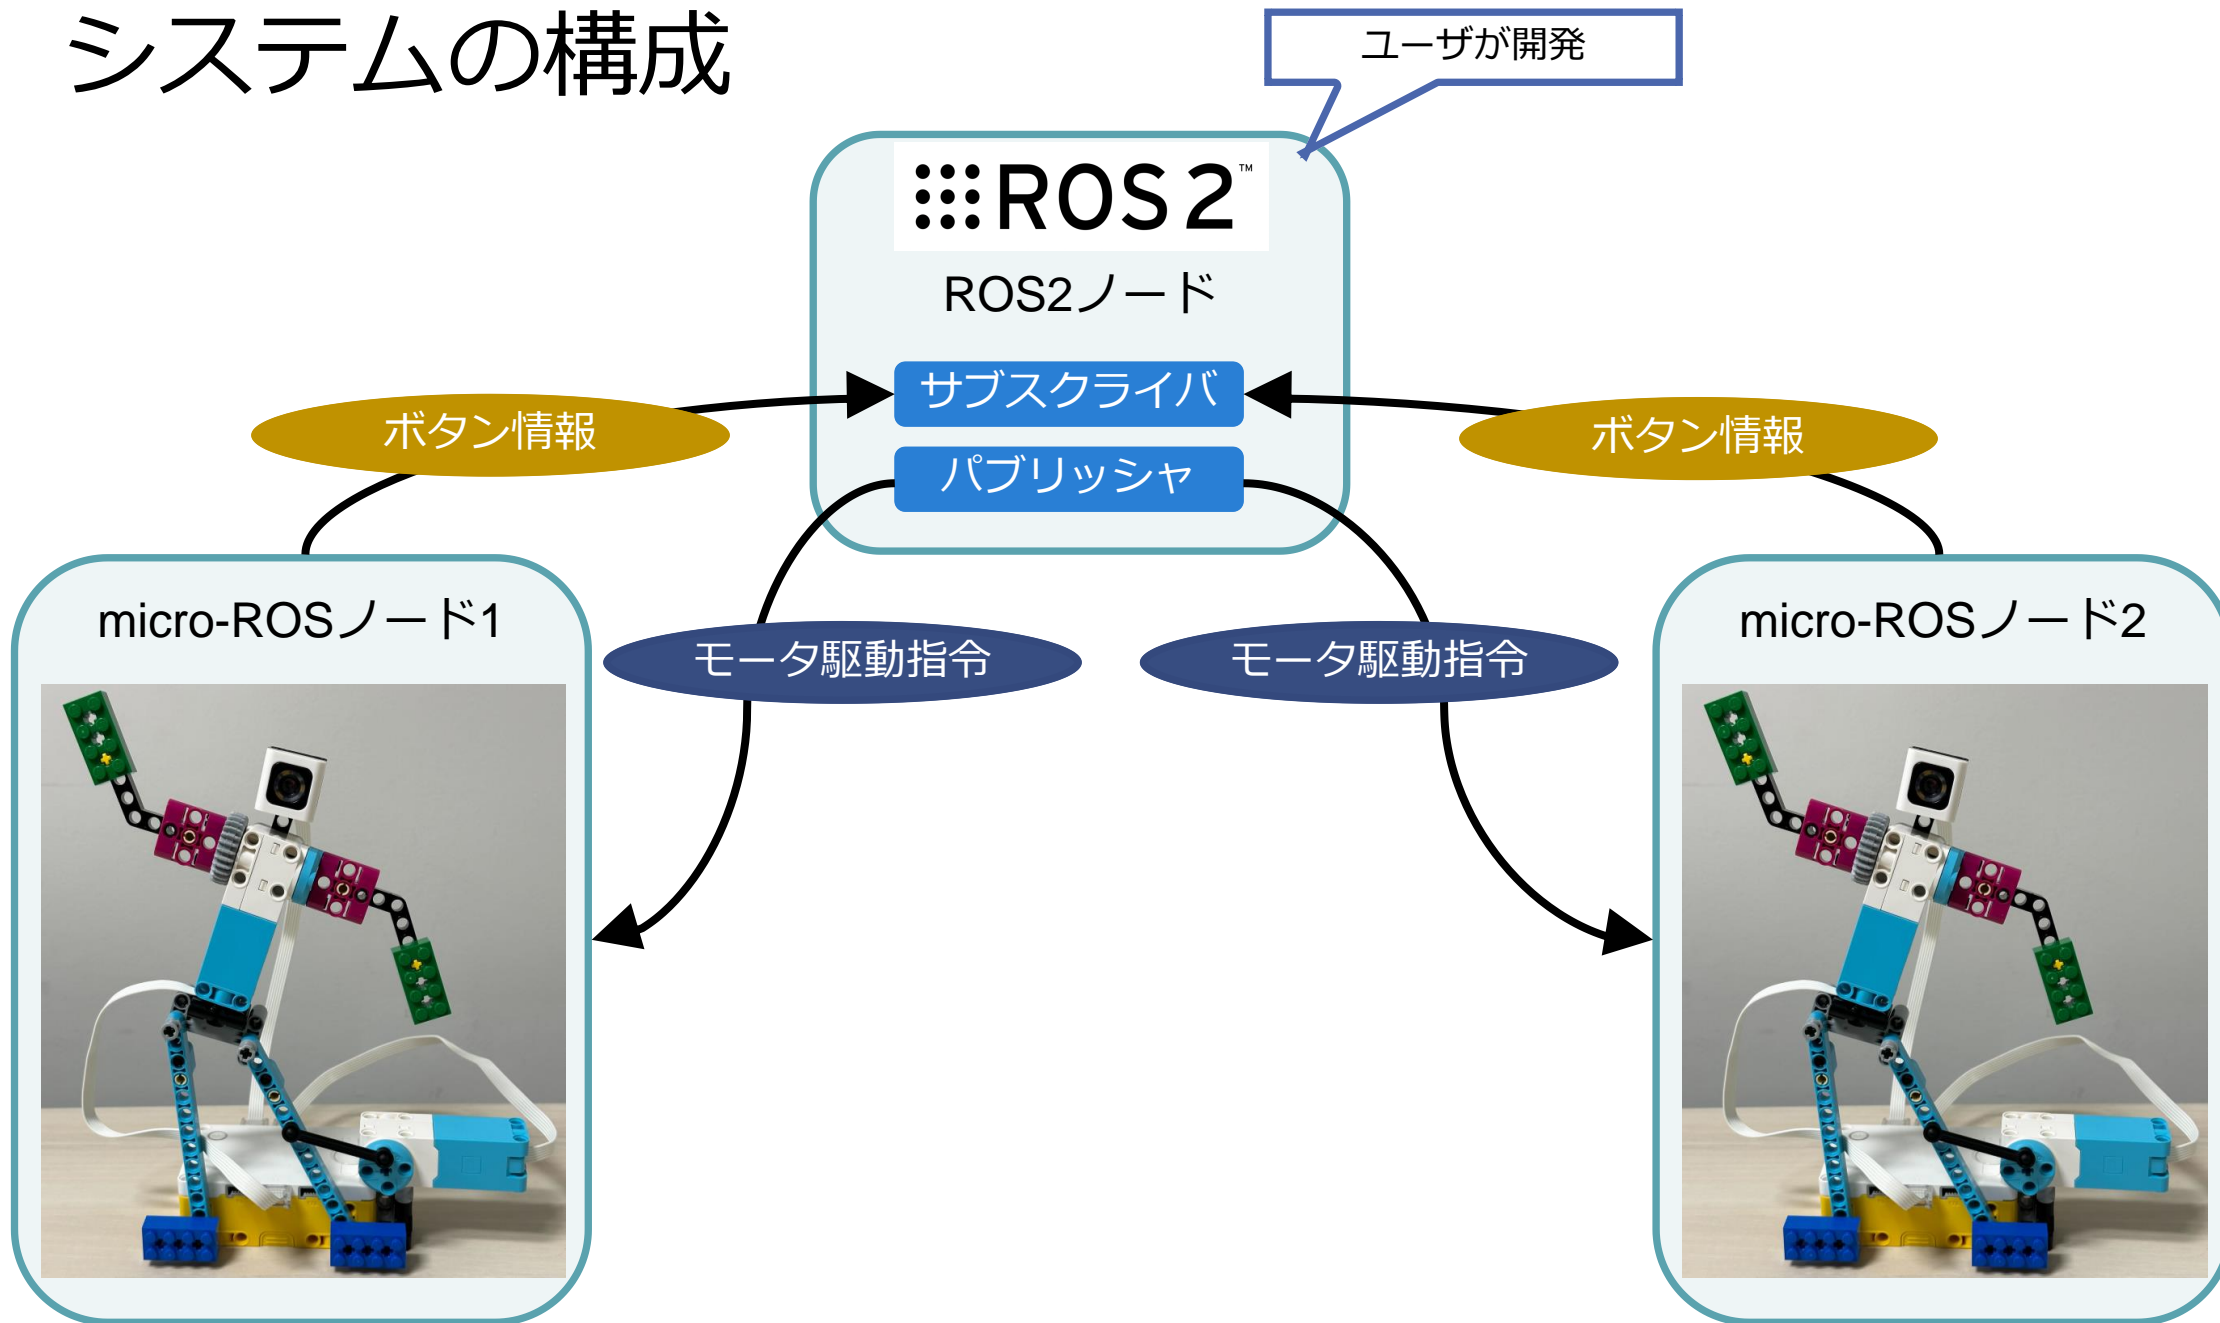 システムの構成
ユーザが開発
ROS 2™
ROS2ノード
サブスクライバ
パブリッシャ
ボタン情報
ボタン情報
モータ駆動指令
モータ駆動指令
micro-ROSノード1
micro-ROSノード2